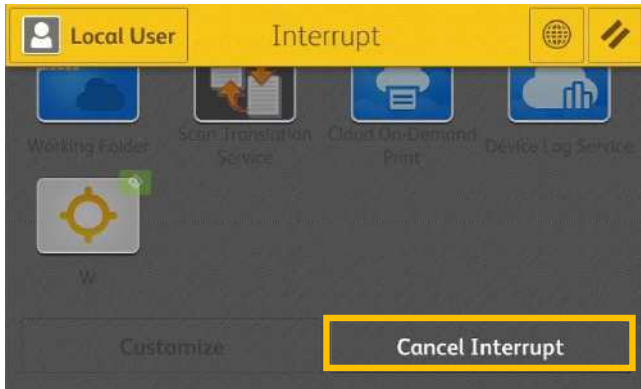 Local User
Interrupt
Working Folder
Scan Translation
Service
Cloud On-Demand
Print
Device Log Service
W
Customize
Cancel Interrupt